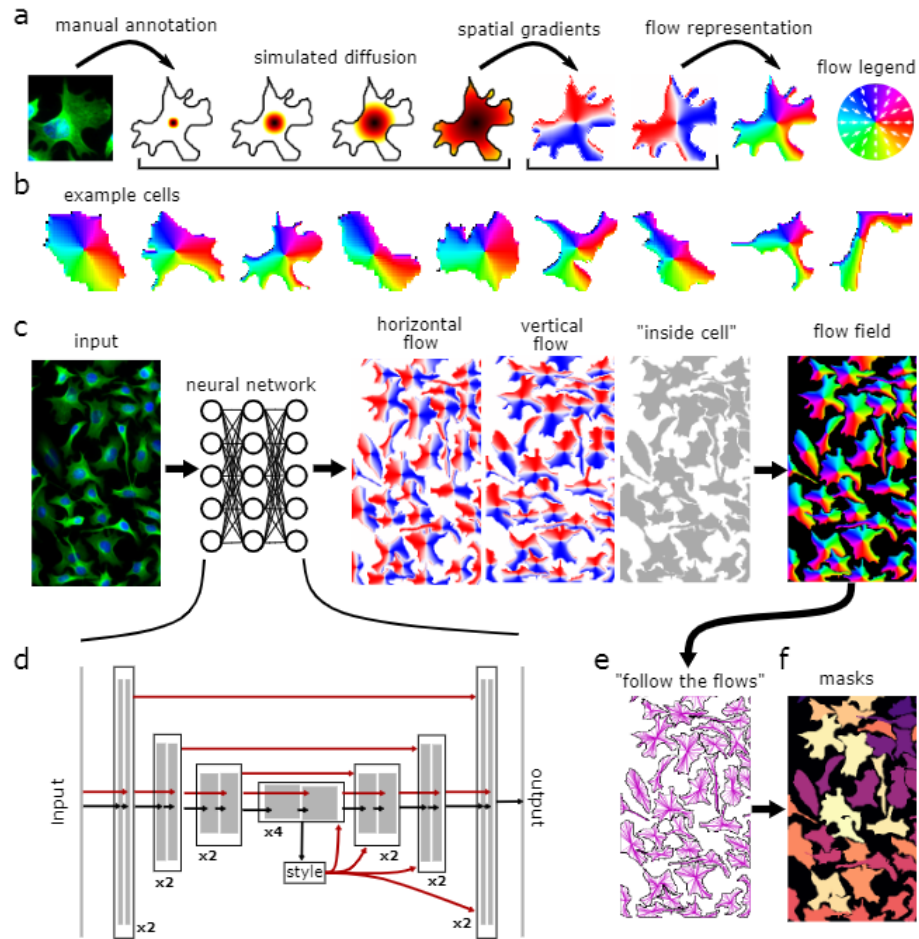 a
manual annotation
simulated diffusion
spatial gradients
flow representation
flow legend
b
example cells
c
input
neural network
horizontal
flow
vertical
flow
"inside cell"
flow field
d
Input
x2
x2
x2
x4
style
x2
x2
x2
output
e
"follow the flows"
f
masks